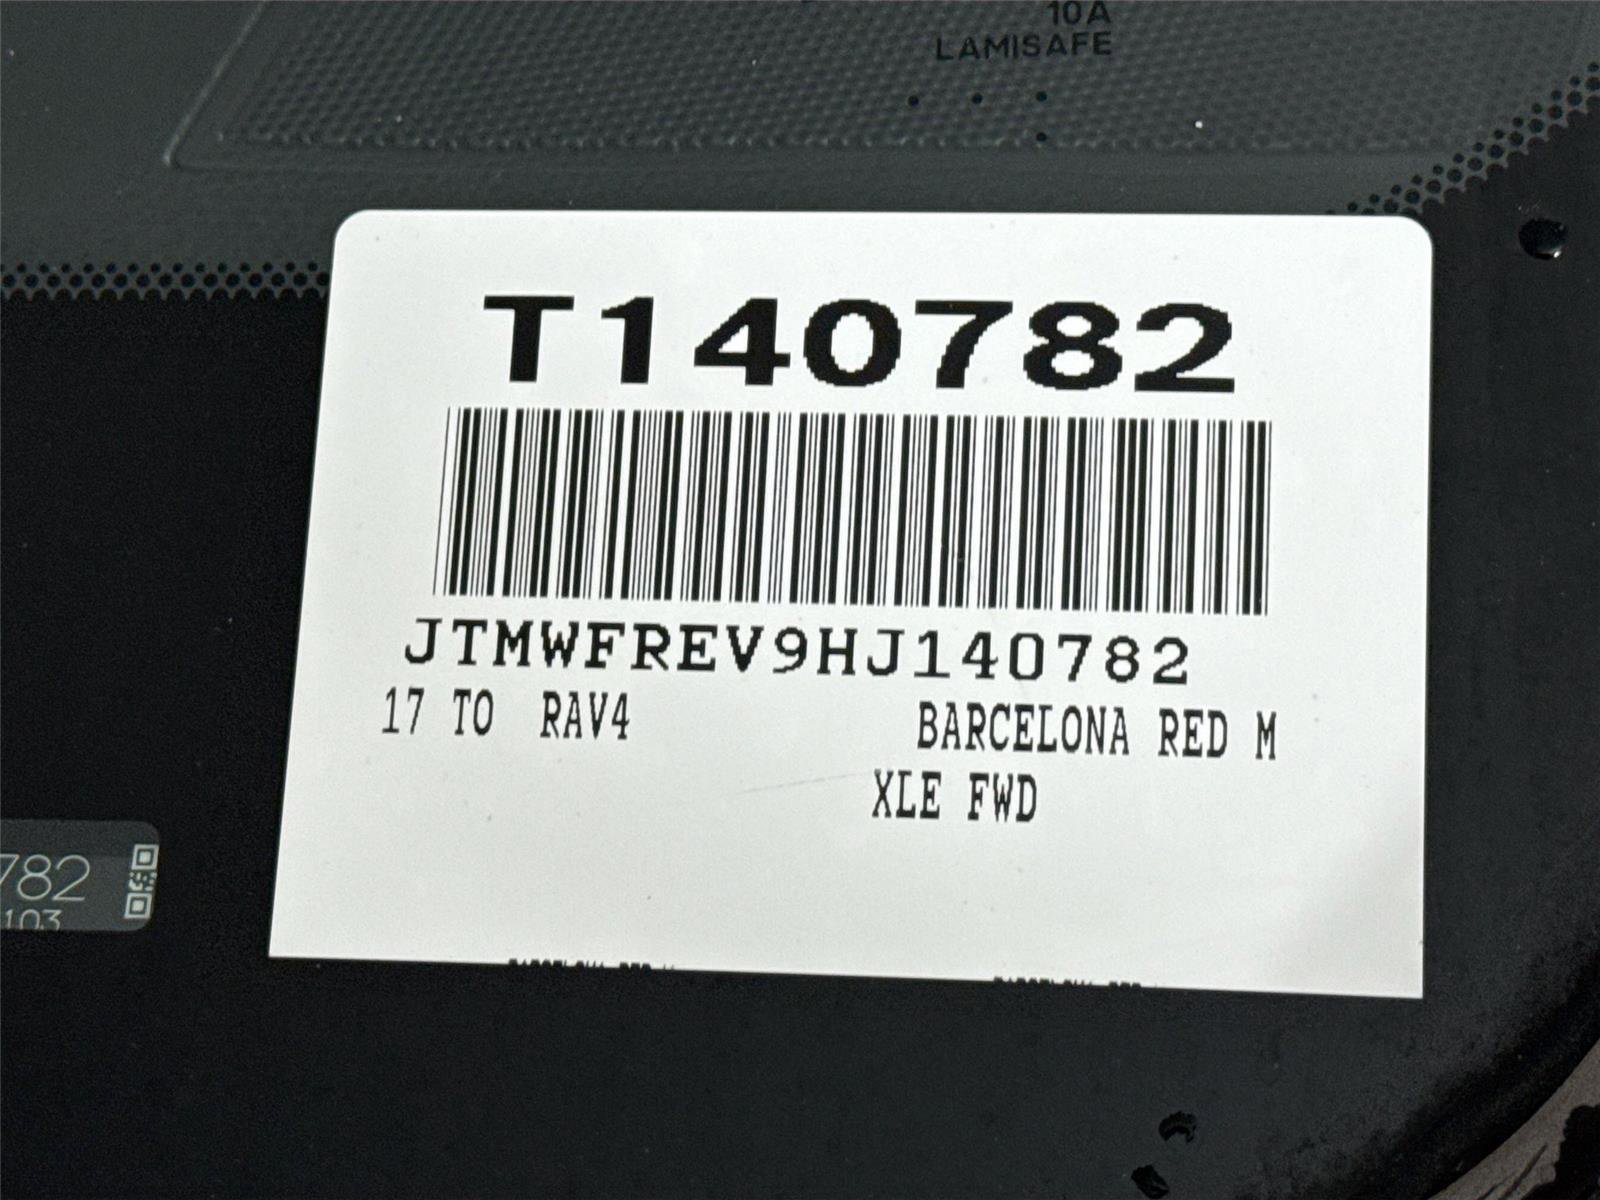 10A
LAMISAFE
T140782
JTMWFREV9HJ140782
17 TO RAV4 BARCELONA RED M
XLE FWD
782
103